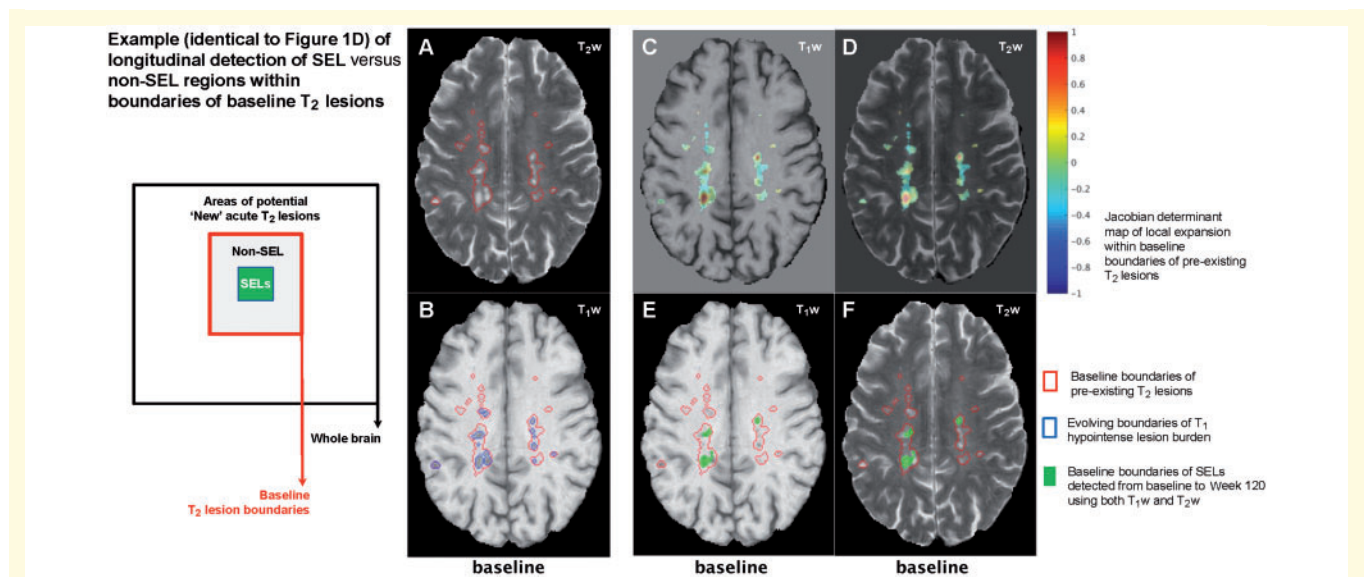 Example (identical to Figure 1D) of
longitudinal detection of SEL versus
non-SEL regions within
boundaries of baseline T2 lesions
Areas of potential
'New' acute T2 lesions
Non-SEL
SELs
Whole brain
Baseline
T2 lesion boundaries
A
T2w
B
T1w
baseline
C
T1w
D
T2w
E
T1w
baseline
F
T2w
baseline
1
0.8
0.6
0.4
0.2
0
-0.2
-0.4
-0.6
-0.8
-1
Jacobian determinant
map of local expansion
within baseline
boundaries of pre-existing
T2 lesions
Baseline boundaries of
pre-existing T2 lesions
Evolving boundaries of T1
hypointense lesion burden
Baseline boundaries of SELs
detected from baseline to Week 120
using both T1w and T2w